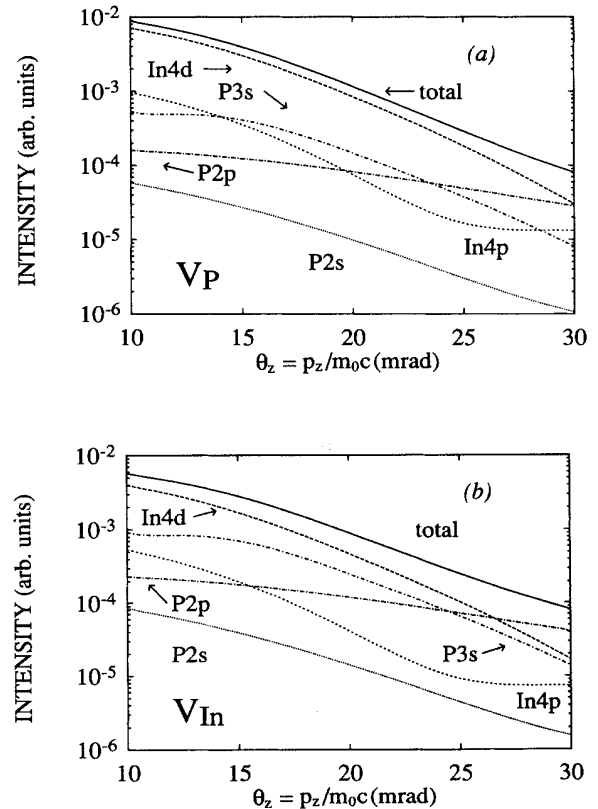 10⁻²
(a)
In4d
P3s
total
10⁻³
INTENSITY (arb. units)
10⁻⁴
P2p
10⁻⁵
In4p
P2s
VP
10⁻⁶
10 15 20 25 30
θz = pz/m0c (mrad)
10⁻²
(b)
In4d
total
10⁻³
INTENSITY (arb. units)
10⁻⁴
P2p
P3s
P2s
10⁻⁵
In4p
VIn
10⁻⁶
10 15 20 25 30
θz = pz/m0c (mrad)